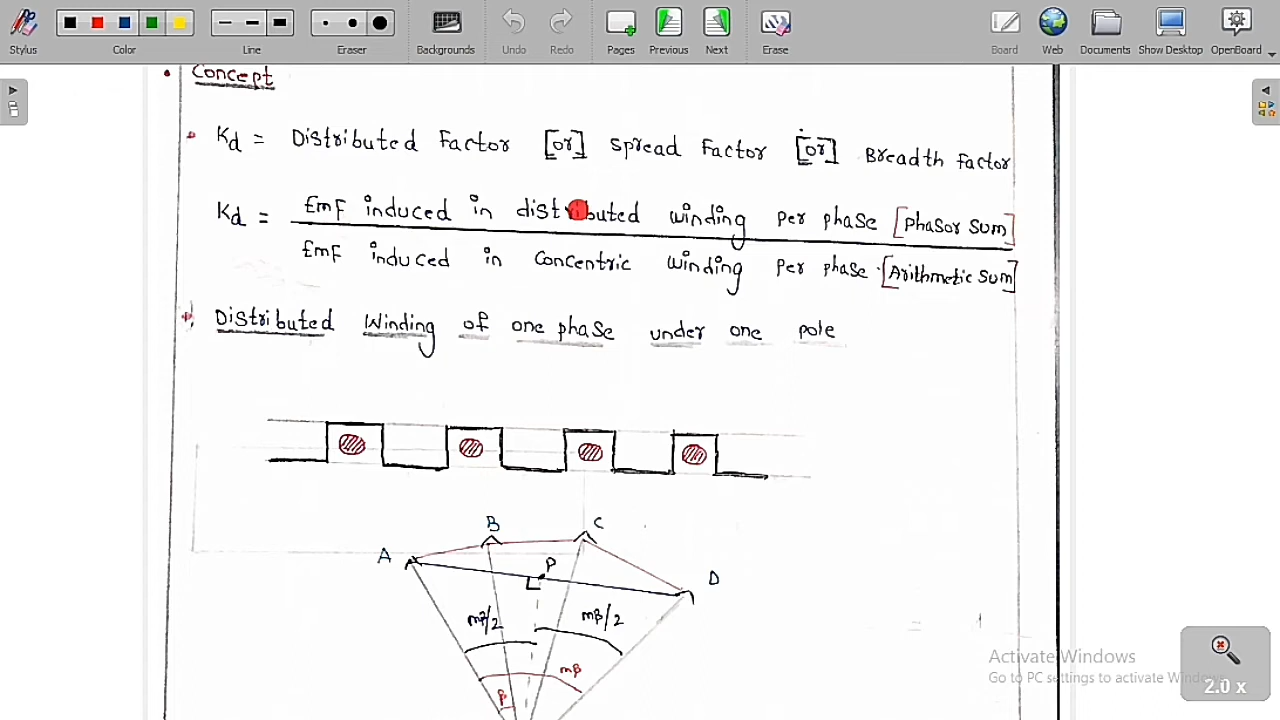 Stylus
Color
Line
Eraser
Backgrounds
Undo
Redo
Pages
Previous
Next
Erase
Board
Web
Documents
Show Desktop
OpenBoard
Concept
Kd = Distributed Factor [or] Spread Factor [or] Breadth factor
Kd = Emf induced in distributed winding per phase [Phasor sum]
Emf induced in concentric winding per phase. [Arithmetic sum]
Distributed Winding of one phase under one pole
B
C
A
P
D
mβ/2
mβ/2
mβ
β
Activate Windows
Go to PC settings to activate Windows.
2.0 x